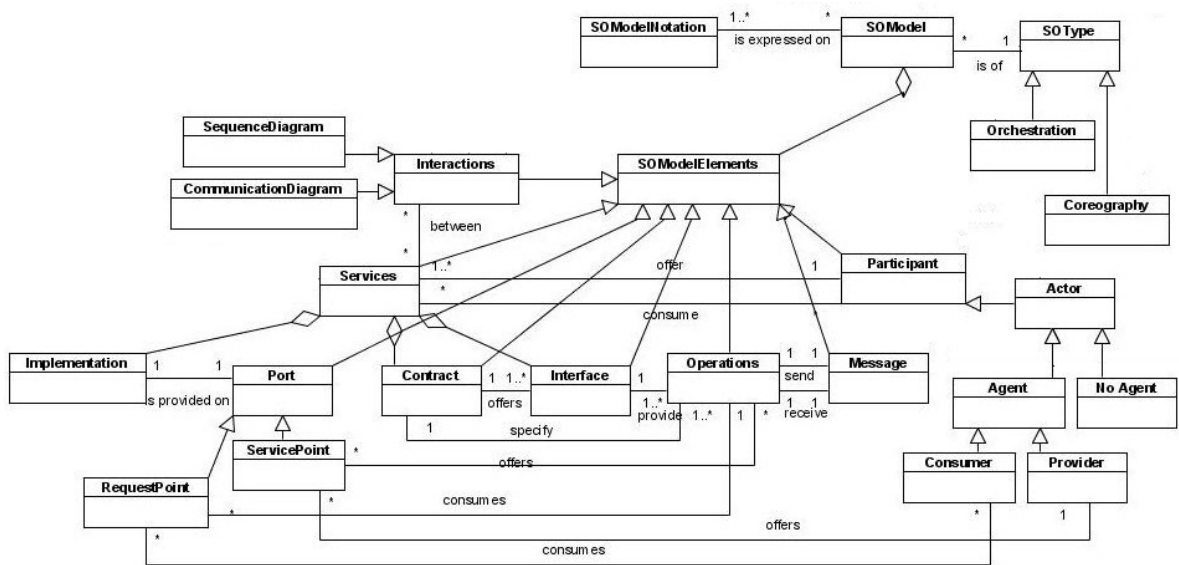 1..* *
SOModelNotation SOModel SOType
is expressed on * 1
is of
SequenceDiagram Orchestration
Interactions SOModelElements
CommunicationDiagram
* Coreography
between
*
Services 1..* offer 1 Participant
* Actor
consume *
Implementation 1 1 Port Contract 1 1..* Interface 1 Operations 1 1 Message
offers send Agent No Agent
is provided on 1..* provide 1 1
1 specify 1..* 1 * receive
ServicePoint * offers Consumer Provider
RequestPoint
* consumes *
* offers * 1
consumes